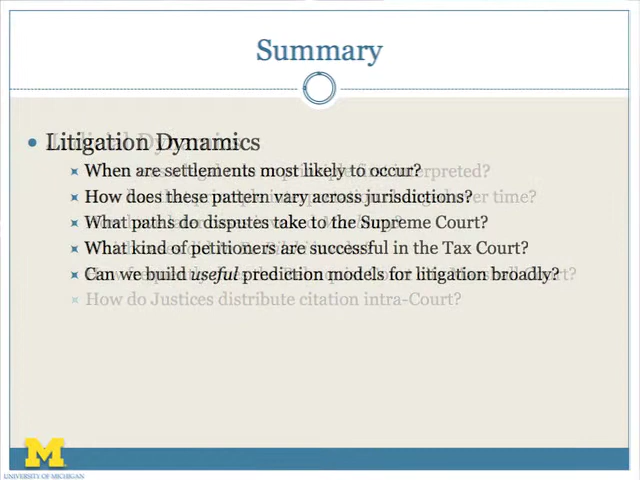 Summary
Litigation Dynamics
When are settlements most likely to occur?
How does these pattern vary across jurisdictions?
What paths do disputes take to the Supreme Court?
What kind of petitioners are successful in the Tax Court?
Can we build useful prediction models for litigation broadly?
How do Justices distribute citation intra-Court?
M
UNIVERSITY OF MICHIGAN